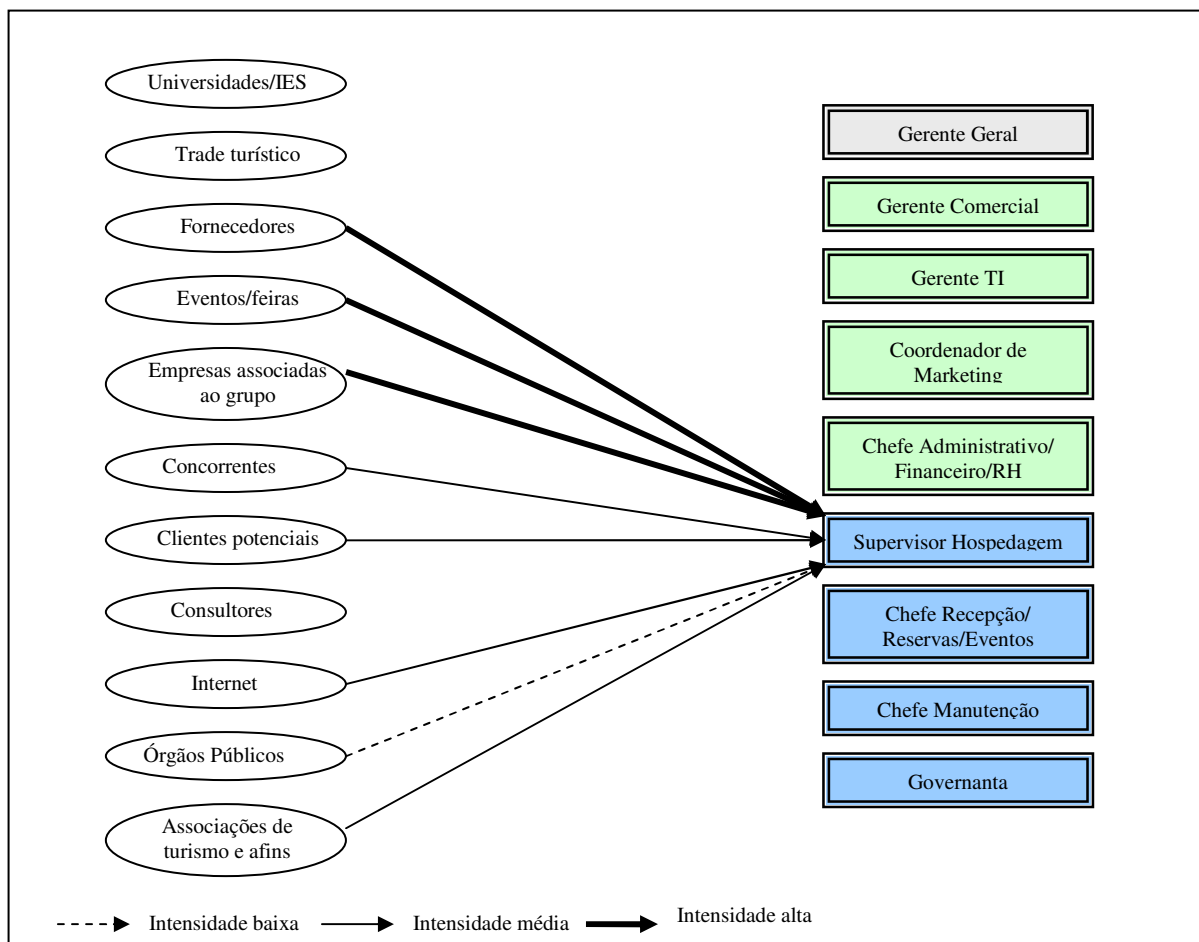 Universidades/IES
Trade turístico
Fornecedores
Eventos/feiras
Empresas associadas
ao grupo
Concorrentes
Clientes potenciais
Consultores
Internet
Órgãos Públicos
Associações de
turismo e afins
Gerente Geral
Gerente Comercial
Gerente TI
Coordenador de
Marketing
Chefe Administrativo/
Financeiro/RH
Supervisor Hospedagem
Chefe Recepção/
Reservas/Eventos
Chefe Manutenção
Governanta
Intensidade baixa
Intensidade média
Intensidade alta